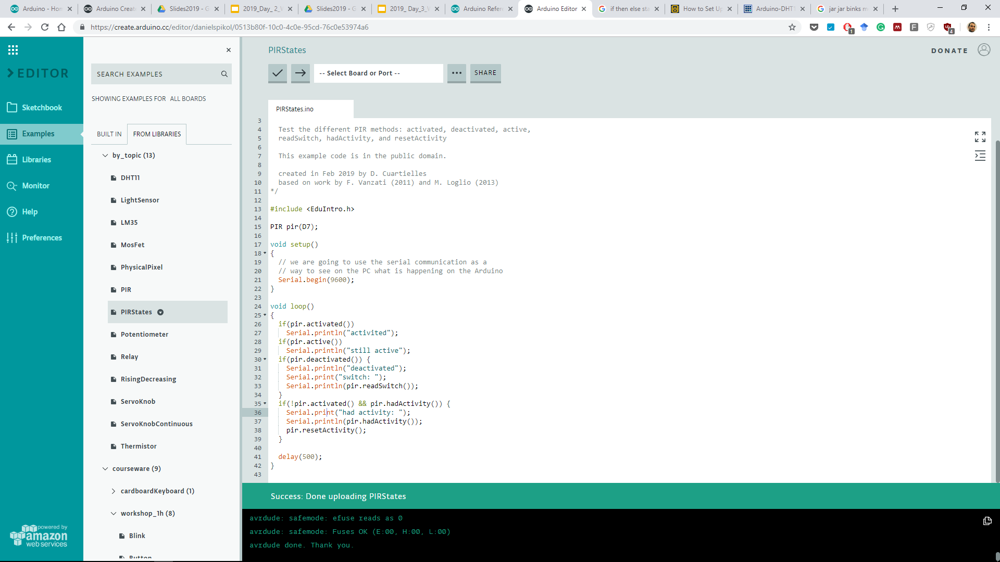 Arduino - Hon
Arduino Creat
Slides2019 - G
2019_Day_ 2_V
Slides2019 - G
2019_ Day_3_V
Arduino Refer
Arduino Editor
if then else sta
How to Set Up
Arduino-DHT1
jar jar binks m
https://create.arduino.cc/editor/danielspikol/0513b80f-10c0-4c0e-95cd-76c0e53974a6
1
4
EDITOR
Sketchbook
Examples
Libraries
Monitor
Help
Preferences
powered by
amazon
web services
SEARCH EXAMPLES
SHOWING EXAMPLES FOR ALL BOARDS
BUILT IN
FROM LIBRARIES
by_topic (13)
DHT11
LightSensor
LM35
MosFet
PhysicalPixel
PIR
PIRStates
Potentiometer
Relay
RisingDecreasing
ServoKnob
ServoKnobContinuous
Thermistor
courseware (9)
cardboardKeyboard (1)
workshop_1h (8)
Blink
Button
PIRStates
DONATE
-- Select Board or Port --
SHARE
PIRStates.ino
3
4 Test the different PIR methods: activated, deactivated, active,
5 readSwitch, hadActivity, and resetActivity
6
7 This example code is in the public domain.
8
9 created in Feb 2019 by D. Cuartielles
10 based on work by F. Vanzati (2011) and M. Loglio (2013)
11 */
12
13 #include <EduIntro.h>
14
15 PIR pir(D7);
16
17 void setup()
18 {
19 // we are going to use the serial communication as a
20 // way to see on the PC what is happening on the Arduino
21 Serial.begin(9600);
22 }
23
24 void loop()
25 {
26 if(pir.activated())
27 Serial.println("activited");
28 if(pir.active())
29 Serial.println("still active");
30 if(pir.deactivated()) {
31 Serial.println("deactivated");
32 Serial.print("switch: ");
33 Serial.println(pir.readSwitch());
34 }
35 if(!pir.activated() && pir.hadActivity()) {
36 Serial.print("had activity: ");
37 Serial.println(pir.hadActivity());
38 pir.resetActivity();
39 }
40
41 delay(500);
42 }
43
Success: Done uploading PIRStates
avrdude: safemode: efuse reads as 0
avrdude: safemode: Fuses OK (E:00, H:00, L:00)
avrdude done. Thank you.